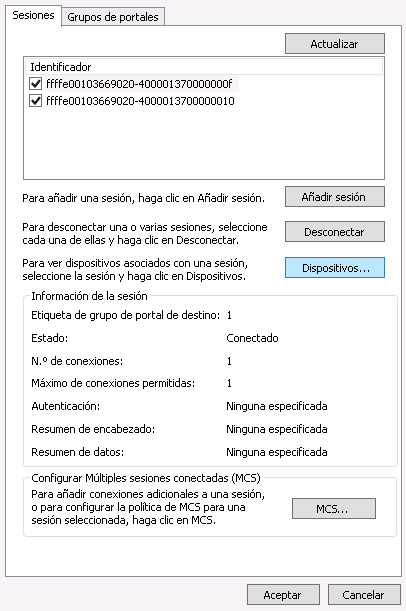 Sesiones
Grupos de portales
Actualizar
Identificador
ffffe00103669020-400001370000000f
ffffe00103669020-4000013700000010
Para añadir una sesión, haga clic en Añadir sesión.
Añadir sesión
Para desconectar una o varias sesiones, seleccione
cada una de ellas y haga clic en Desconectar.
Desconectar
Para ver dispositivos asociados con una sesión,
seleccione la sesión y haga clic en Dispositivos.
Dispositivos...
Información de la sesión
Etiqueta de grupo de portal de destino: 1
Estado: Conectado
N.º de conexiones: 1
Máximo de conexiones permitidas: 1
Autenticación: Ninguna especificada
Resumen de encabezado: Ninguna especificada
Resumen de datos: Ninguna especificada
Configurar Múltiples sesiones conectadas (MCS)
Para añadir conexiones adicionales a una sesión,
o para configurar la política de MCS para una
sesión seleccionada, haga clic en MCS.
MCS...
Aceptar
Cancelar